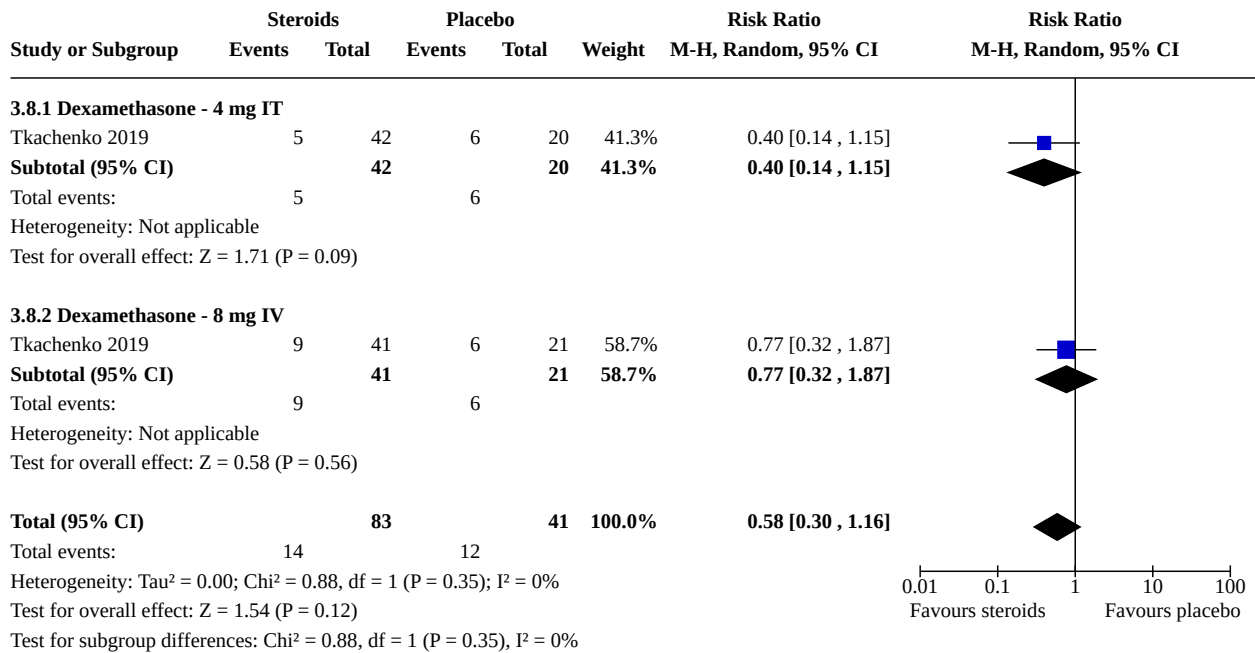 Steroids Placebo Risk Ratio Risk Ratio
Study or Subgroup Events Total Events Total Weight M-H, Random, 95% CI M-H, Random, 95% CI
3.8.1 Dexamethasone - 4 mg IT
Tkachenko 2019 5 42 6 20 41.3% 0.40 [0.14 , 1.15]
Subtotal (95% CI) 42 20 41.3% 0.40 [0.14 , 1.15]
Total events: 5 6
Heterogeneity: Not applicable
Test for overall effect: Z = 1.71 (P = 0.09)
3.8.2 Dexamethasone - 8 mg IV
Tkachenko 2019 9 41 6 21 58.7% 0.77 [0.32 , 1.87]
Subtotal (95% CI) 41 21 58.7% 0.77 [0.32 , 1.87]
Total events: 9 6
Heterogeneity: Not applicable
Test for overall effect: Z = 0.58 (P = 0.56)
Total (95% CI) 83 41 100.0% 0.58 [0.30 , 1.16]
Total events: 14 12
Heterogeneity: Tau² = 0.00; Chi² = 0.88, df = 1 (P = 0.35); I² = 0% 0.01 0.1 1 10 100
Test for overall effect: Z = 1.54 (P = 0.12) Favours steroids Favours placebo
Test for subgroup differences: Chi² = 0.88, df = 1 (P = 0.35), I² = 0%